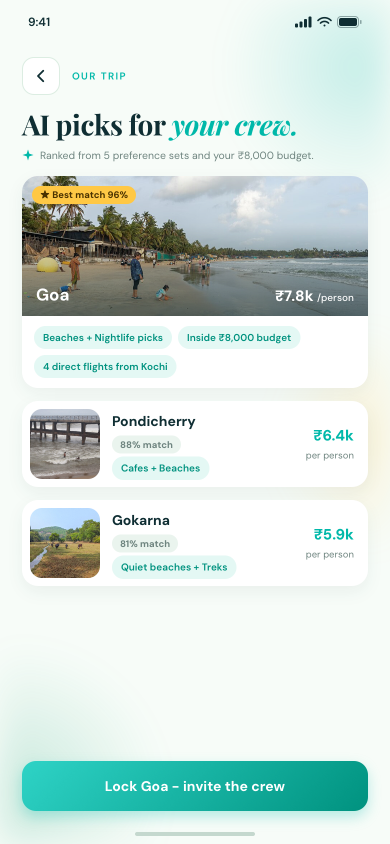 9:41
OUR TRIP
AI picks for your crew.
Ranked from 5 preference sets and your ₹8,000 budget.
Best match 96%
Goa
₹7.8k /person
Beaches + Nightlife picks
Inside ₹8,000 budget
4 direct flights from Kochi
Pondicherry
88% match
Cafes + Beaches
₹6.4k
per person
Gokarna
81% match
Quiet beaches + Treks
₹5.9k
per person
Lock Goa - invite the crew